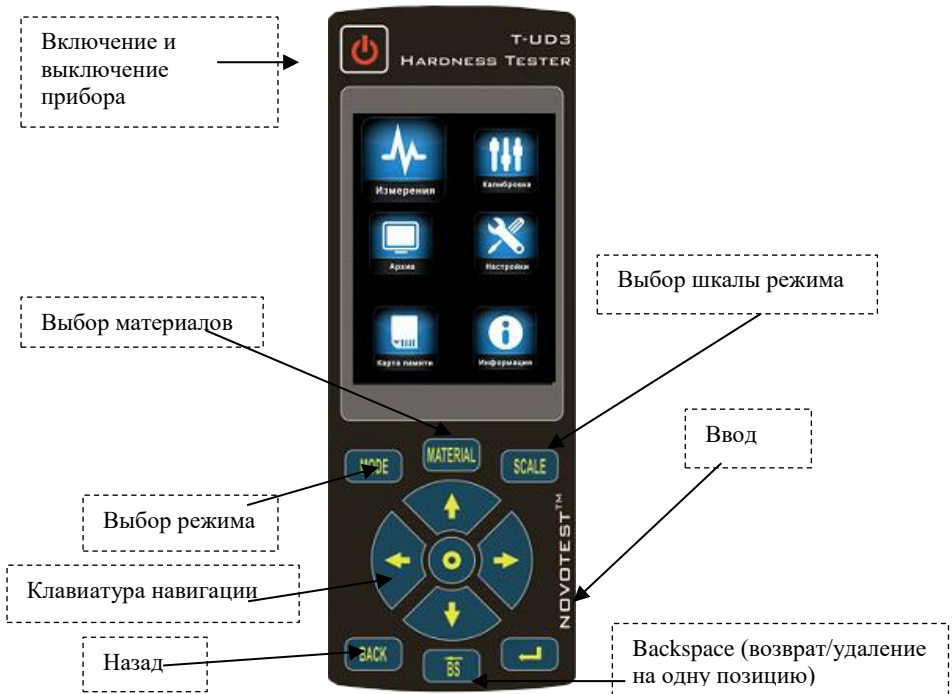 Включение и
выключение
прибора
T-UD3
HARDNESS TESTER
Измерения
Калибровка
Архив
Настройки
Карта памяти
Информация
Выбор шкалы режима
Выбор материалов
Ввод
MODE
MATERIAL
SCALE
Выбор режима
NOVOTEST™
Клавиатура навигации
Назад
BACK
BS
Backspace (возврат/удаление
на одну позицию)